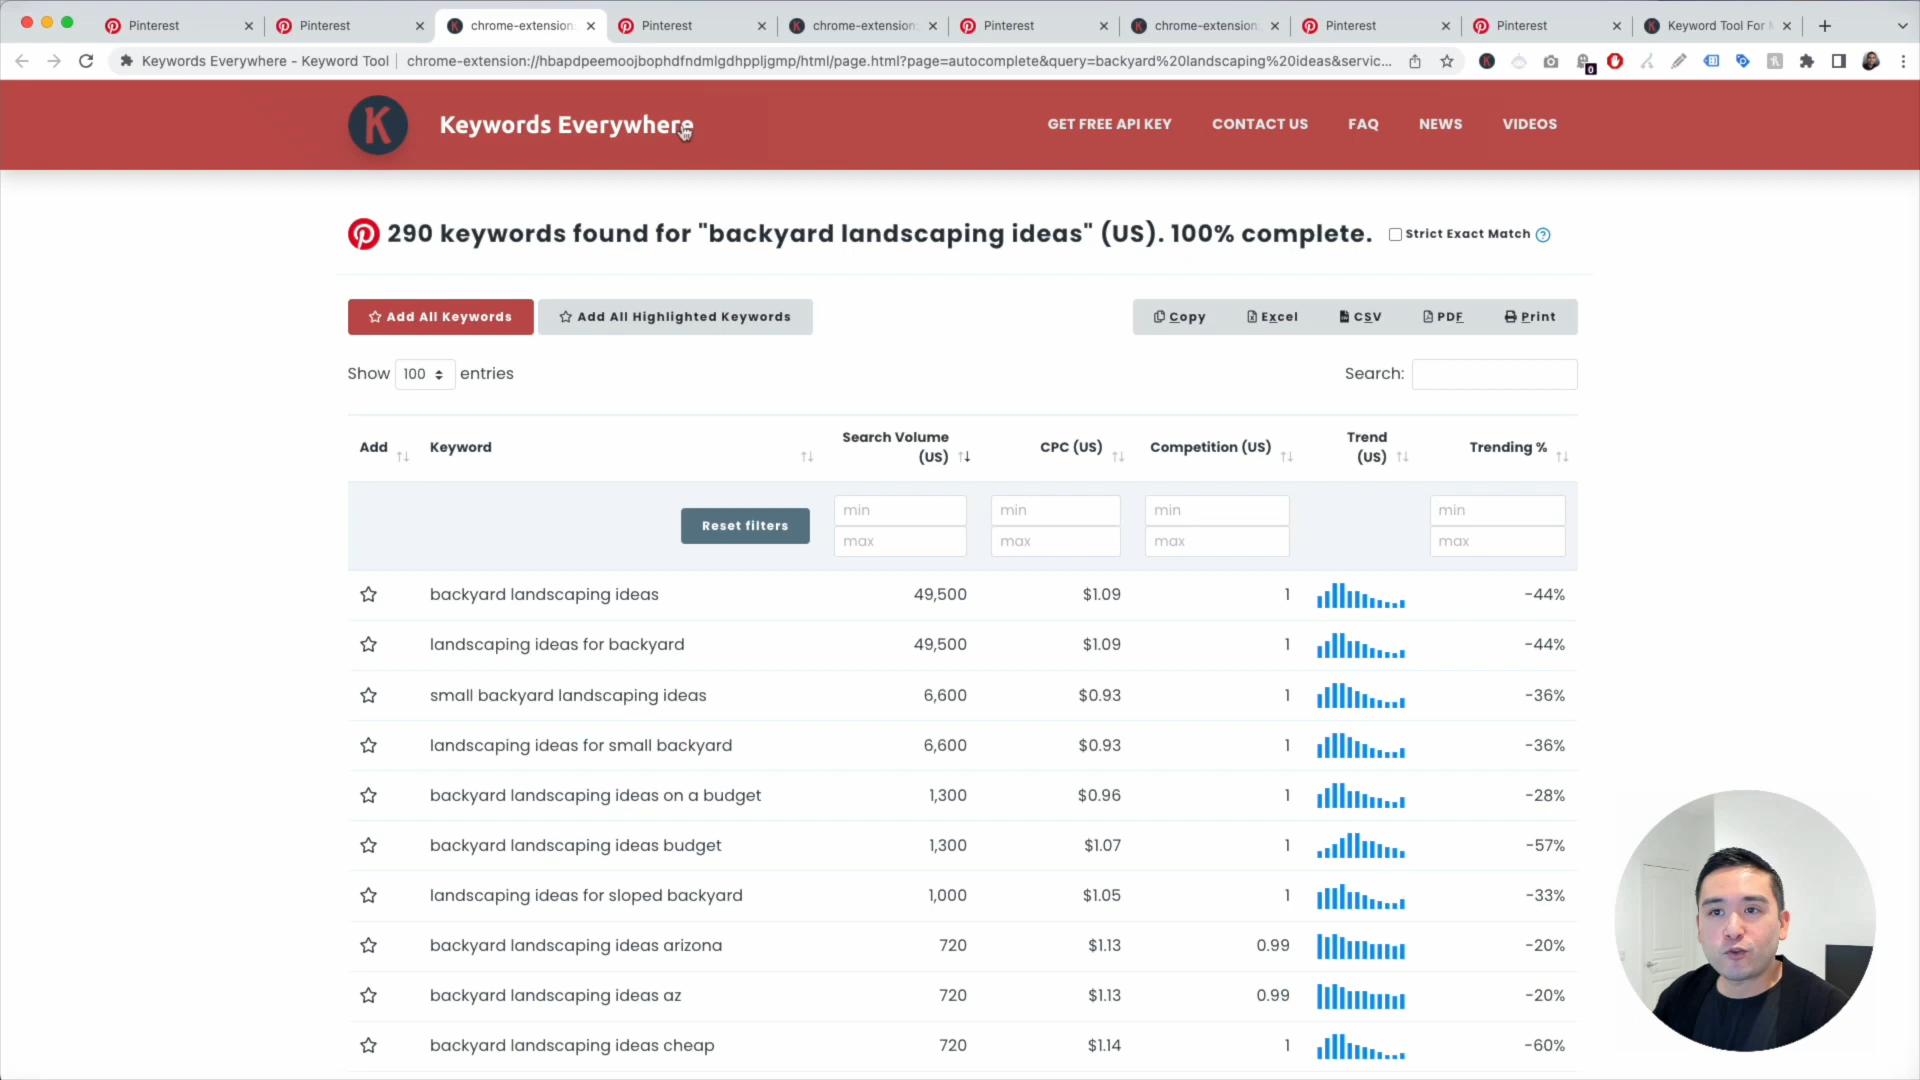 Pinterest
Pinterest
chrome-extension:
Pinterest
chrome-extension:
Pinterest
chrome-extension:
Pinterest
Pinterest
Keyword Tool For
Keywords Everywhere - Keyword Tool
chrome-extension://hbapdpeemoojbophdfndmlgdhppljgmp/html/page.html?page=autocomplete&query=backyard%20landscaping%20ideas&servic...
0
K
Keywords Everywhere
GET FREE API KEY
CONTACT US
FAQ
NEWS
VIDEOS
290 keywords found for "backyard landscaping ideas" (US). 100% complete.
Strict Exact Match ?
Add All Keywords
Add All Highlighted Keywords
Copy
Excel
CSV
PDF
Print
Show 100 entries
Search:
Add
Keyword
Search Volume (US)
CPC (US)
Competition (US)
Trend (US)
Trending %
Reset filters
min
min
min
min
max
max
max
max
backyard landscaping ideas 49,500 $1.09 1 -44%
landscaping ideas for backyard 49,500 $1.09 1 -44%
small backyard landscaping ideas 6,600 $0.93 1 -36%
landscaping ideas for small backyard 6,600 $0.93 1 -36%
backyard landscaping ideas on a budget 1,300 $0.96 1 -28%
backyard landscaping ideas budget 1,300 $1.07 1 -57%
landscaping ideas for sloped backyard 1,000 $1.05 1 -33%
backyard landscaping ideas arizona 720 $1.13 0.99 -20%
backyard landscaping ideas az 720 $1.13 0.99 -20%
backyard landscaping ideas cheap 720 $1.14 1 -60%